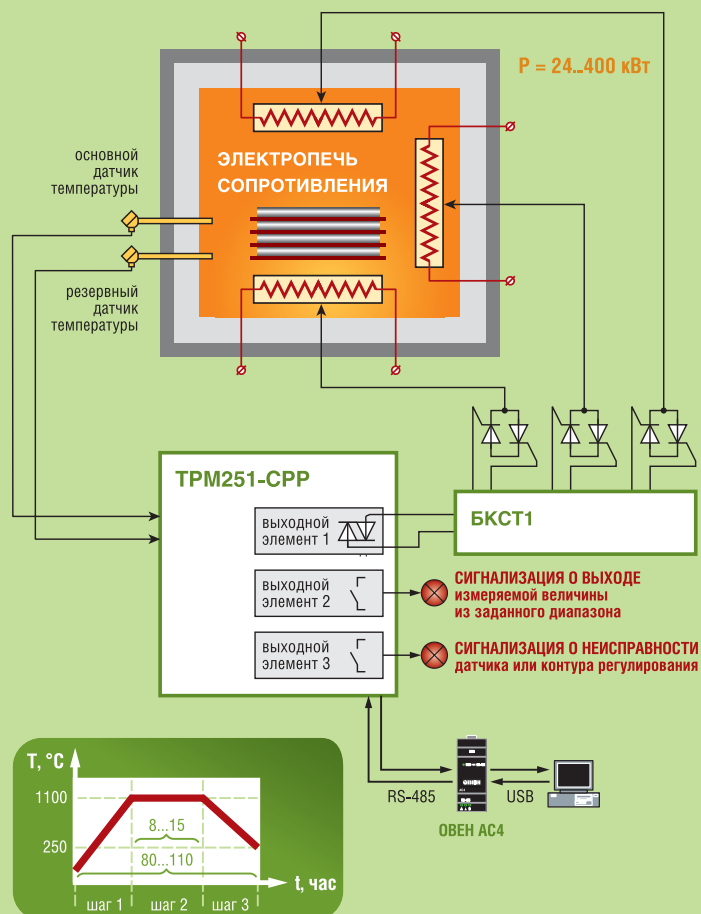 P = 24...400 кВт
основной
датчик
температуры
ЭЛЕКТРОПЕЧЬ
СОПРОТИВЛЕНИЯ
резервный
датчик
температуры
ТРМ251-СРР
БКСТ1
выходной
элемент 1
выходной
элемент 2
СИГНАЛИЗАЦИЯ О ВЫХОДЕ
измеряемой величины
из заданного диапазона
выходной
элемент 3
СИГНАЛИЗАЦИЯ О НЕИСПРАВНОСТИ
датчика или контура регулирования
RS-485
USB
ОВЕН АС4
T, °C
1100
8...15
250
80...110
t, час
шаг 1
шаг 2
шаг 3